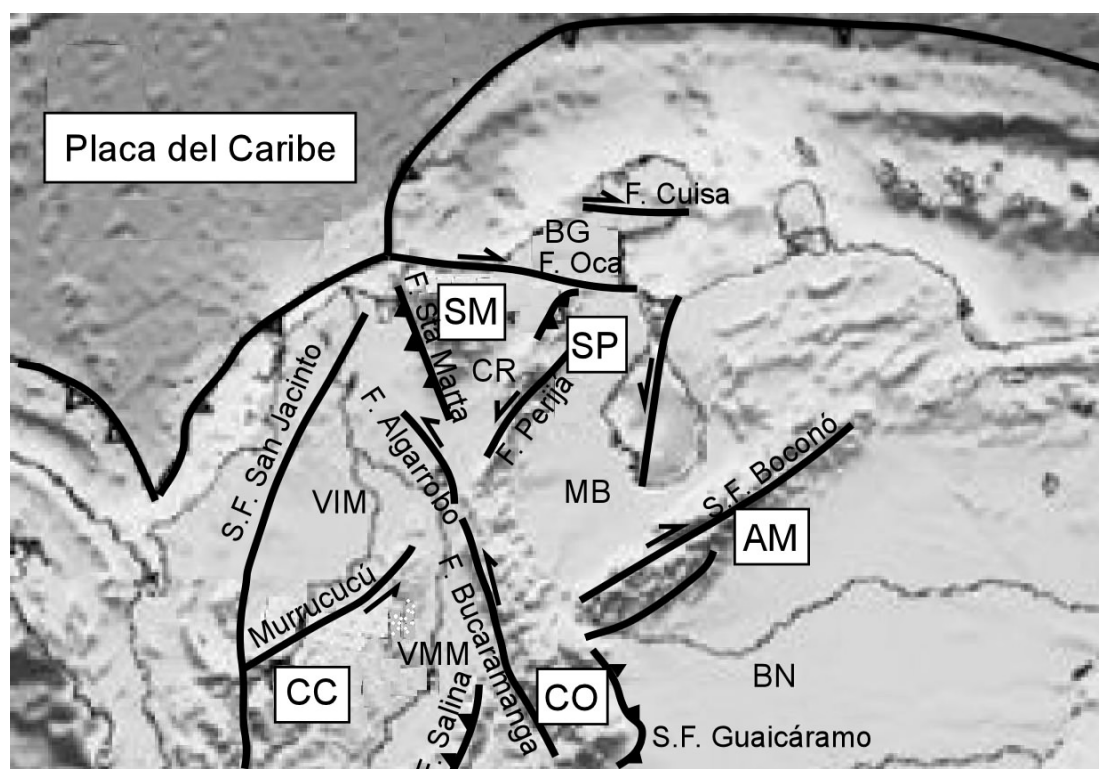 Placa del Caribe
F. Cuisa
BG
F. Oca
SM
F. Sta Marta
SP
CR
F. Perija
S.F. San Jacinto
F. Algarrobo
VIM
MB
S.F. Boconó
AM
Murrucucú
F. Bucaramanga
VMM
CC
CO
BN
F. Salina
S.F. Guaicáramo